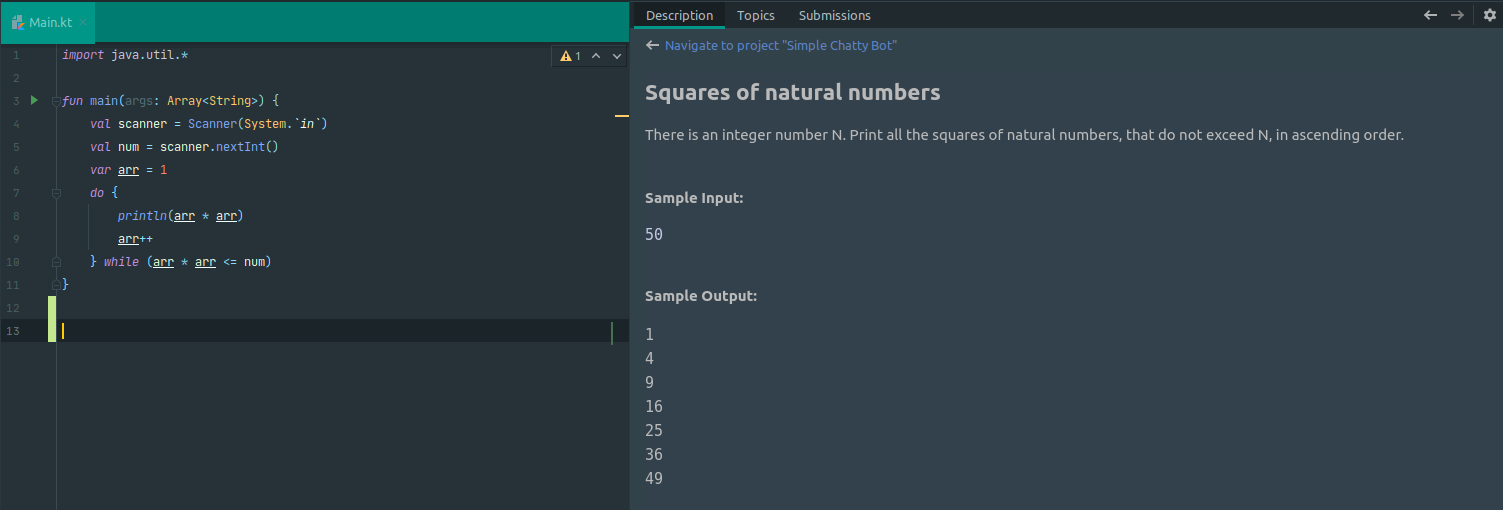 Main.kt ×
1 import java.util.*
2
3 fun main(args: Array<String>) {
4     val scanner = Scanner(System.`in`)
5     val num = scanner.nextInt()
6     var arr = 1
7     do {
8         println(arr * arr)
9         arr++
10     } while (arr * arr <= num)
11 }
12
13
1
Description Topics Submissions
← Navigate to project "Simple Chatty Bot"
Squares of natural numbers
There is an integer number N. Print all the squares of natural numbers, that do not exceed N, in ascending order.
Sample Input:
50
Sample Output:
1
4
9
16
25
36
49